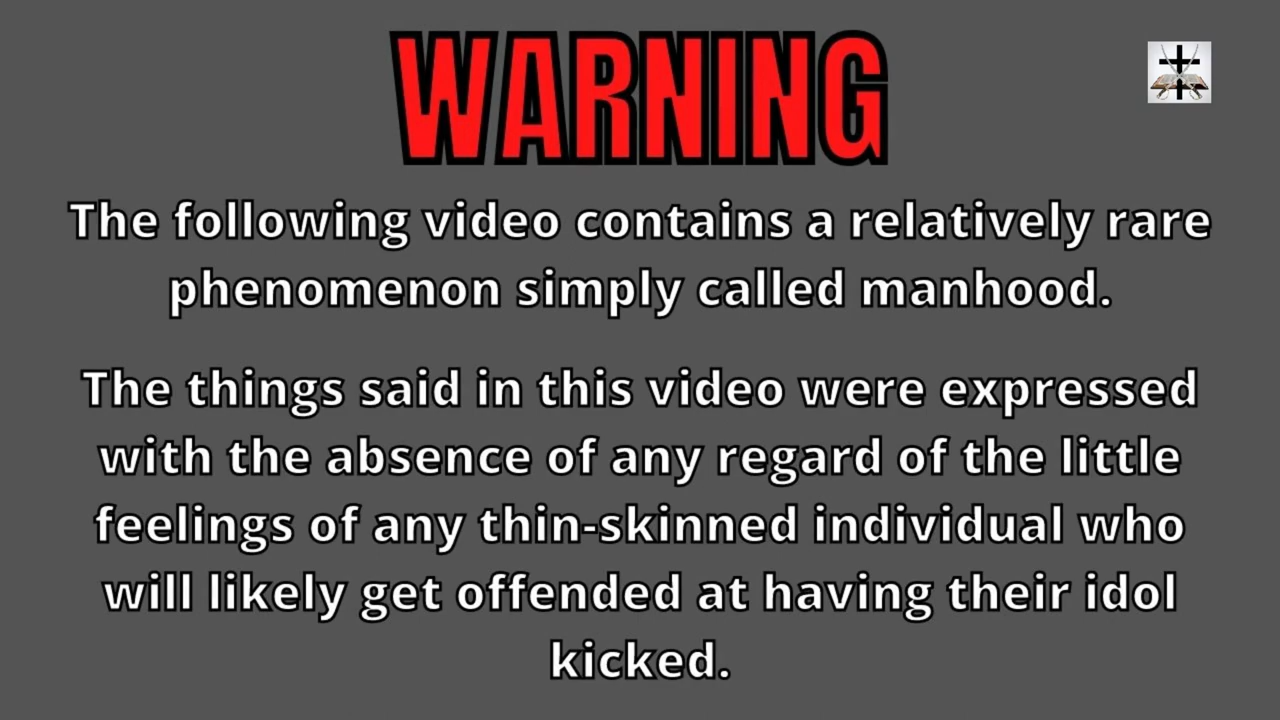 WARNING
The following video contains a relatively rare
phenomenon simply called manhood.
The things said in this video were expressed
with the absence of any regard of the little
feelings of any thin-skinned individual who
will likely get offended at having their idol
kicked.